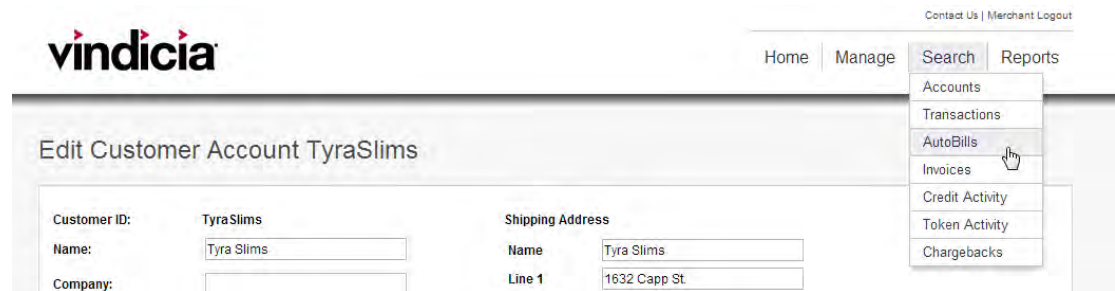 Contact Us | Merchant Logout
vindicia
Home Manage Search Reports
Accounts
Transactions
AutoBills
Invoices
Credit Activity
Token Activity
Chargebacks
Edit Customer Account TyraSlims
Customer ID: TyraSlims Shipping Address
Name: Tyra Slims Name Tyra Slims
Company: Line 1 1632 Capp St.